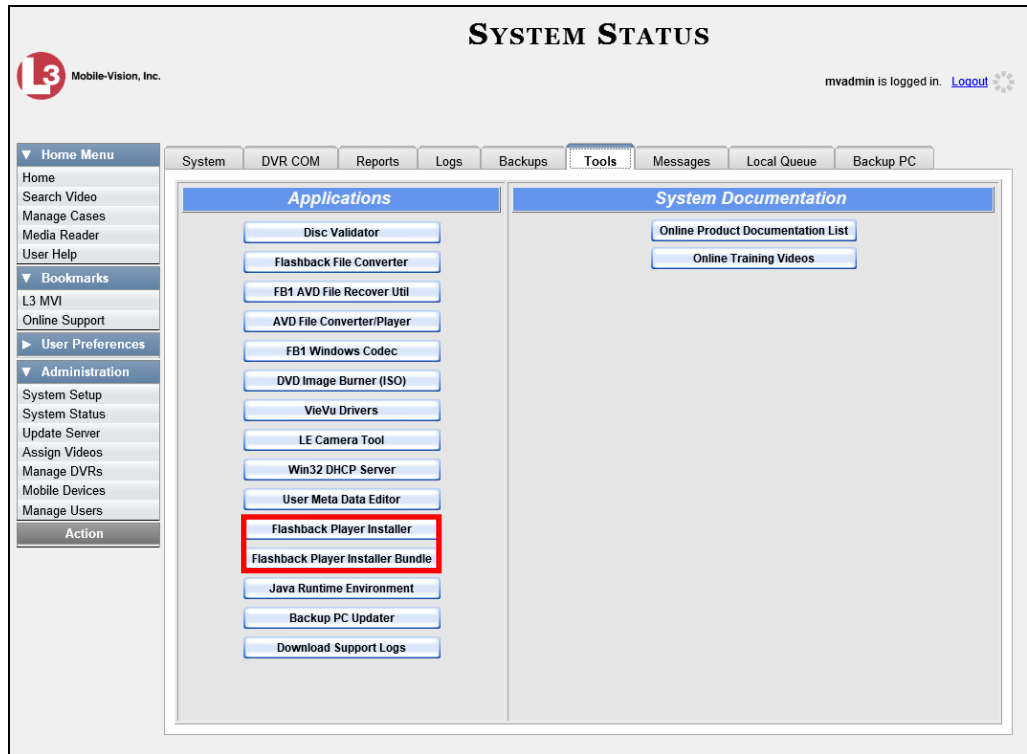 SYSTEM STATUS
L3 Mobile-Vision, Inc.
mvadmin is logged in. Logout
▼ Home Menu
Home
Search Video
Manage Cases
Media Reader
User Help
▼ Bookmarks
L3 MVI
Online Support
▶ User Preferences
▼ Administration
System Setup
System Status
Update Server
Assign Videos
Manage DVRs
Mobile Devices
Manage Users
Action
System DVR COM Reports Logs Backups Tools Messages Local Queue Backup PC
Applications
Disc Validator
Flashback File Converter
FB1 AVD File Recover Util
AVD File Converter/Player
FB1 Windows Codec
DVD Image Burner (ISO)
VieVu Drivers
LE Camera Tool
Win32 DHCP Server
User Meta Data Editor
Flashback Player Installer
Flashback Player Installer Bundle
Java Runtime Environment
Backup PC Updater
Download Support Logs
System Documentation
Online Product Documentation List
Online Training Videos